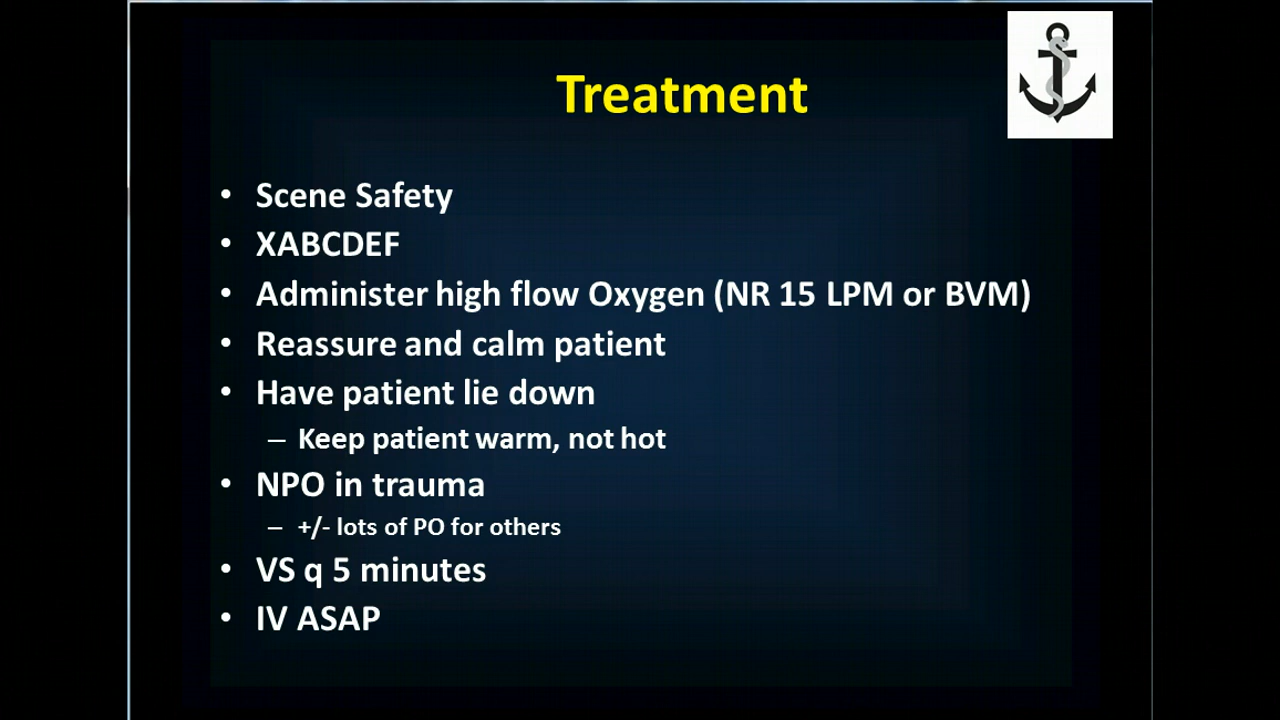 Treatment
• Scene Safety
• XABCDEF
• Administer high flow Oxygen (NR 15 LPM or BVM)
• Reassure and calm patient
• Have patient lie down
– Keep patient warm, not hot
• NPO in trauma
– +/- lots of PO for others
• VS q 5 minutes
• IV ASAP